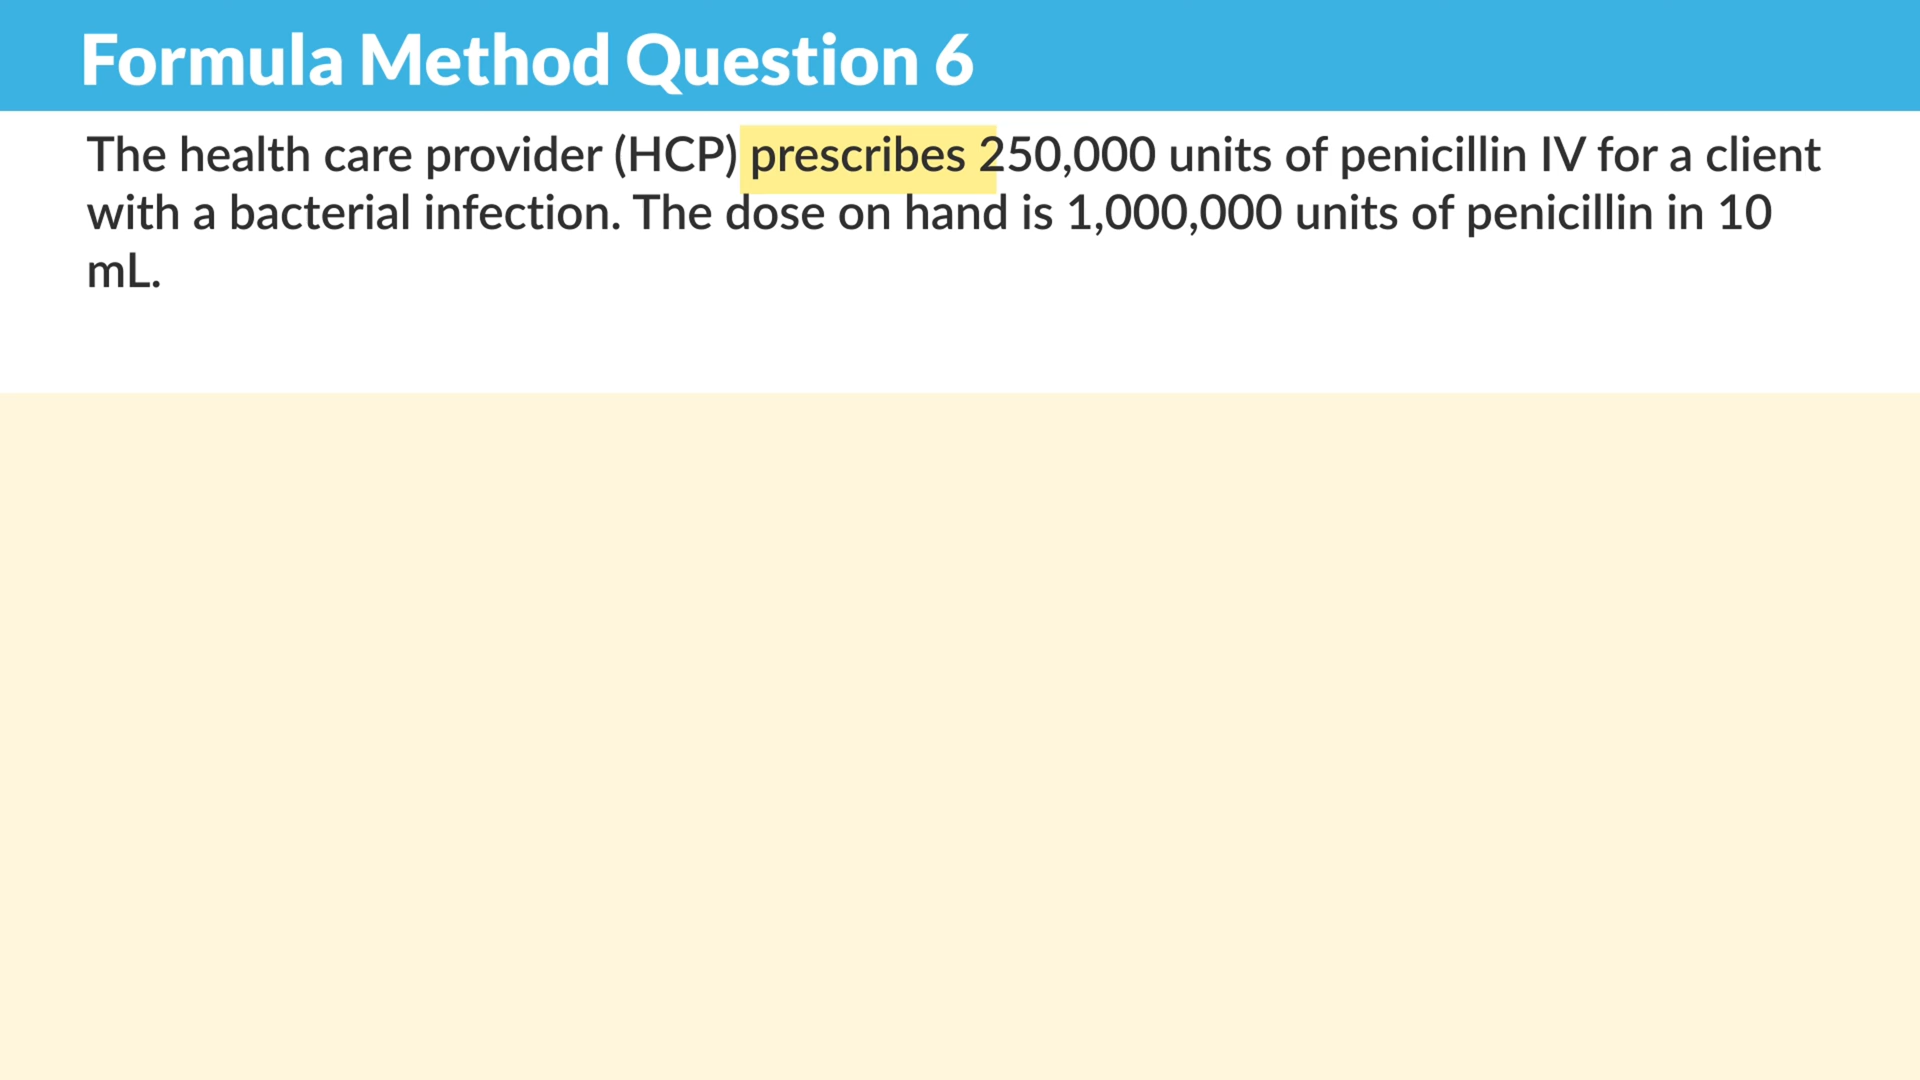 Formula Method Question 6
The health care provider (HCP) prescribes 250,000 units of penicillin IV for a client
with a bacterial infection. The dose on hand is 1,000,000 units of penicillin in 10
mL.